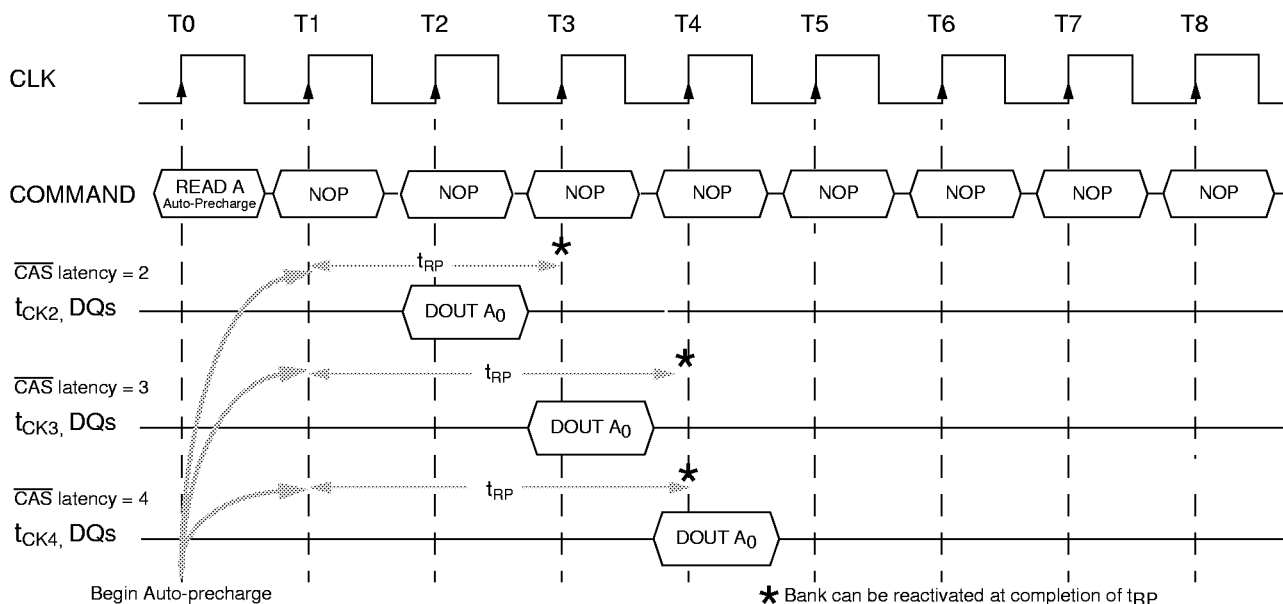 T0 T1 T2 T3 T4 T5 T6 T7 T8
CLK
COMMAND READ A Auto-Precharge NOP NOP NOP NOP NOP NOP NOP NOP
*
CAS latency = 2 tRP
tCK2, DQs DOUT A0
*
CAS latency = 3 tRP
tCK3, DQs DOUT A0
*
CAS latency = 4 tRP
tCK4, DQs DOUT A0
Begin Auto-precharge * Bank can be reactivated at completion of tRP